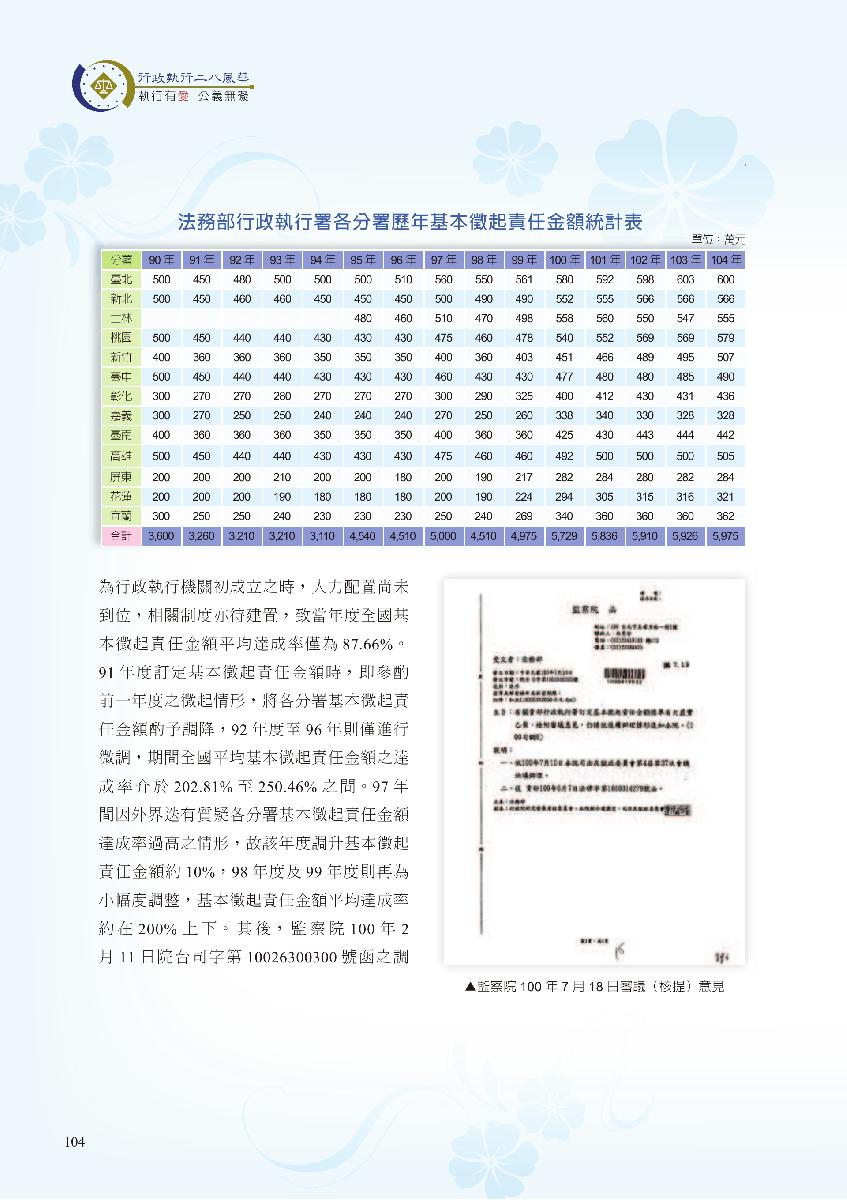 行政執行二八風華
執行有愛 公義無礙
法務部行政執行署各分署歷年基本徵起責任金額統計表
單位：萬元
分署 90 年 91 年 92 年 93 年 94 年 95 年 96 年 97 年 98 年 99 年 100 年 101 年 102 年 103 年 104 年
臺北 500 450 480 500 500 500 510 560 550 561 580 592 598 603 600
新北 500 450 460 460 450 450 450 500 490 490 552 555 566 566 566
士林 480 460 510 470 498 558 560 550 547 555
桃園 500 450 440 440 430 430 430 475 460 478 540 552 569 569 579
新竹 400 360 360 360 350 350 350 400 360 403 451 466 489 495 507
臺中 500 450 440 440 430 430 430 460 430 430 477 480 480 485 490
彰化 300 270 270 280 270 270 270 300 290 325 400 412 430 431 436
嘉義 300 270 250 250 240 240 240 270 250 260 338 340 330 328 328
臺南 400 360 360 360 350 350 350 400 360 360 425 430 443 444 442
高雄 500 450 440 440 430 430 430 475 460 460 492 500 500 500 505
屏東 200 200 200 210 200 200 180 200 190 217 282 284 280 282 284
花蓮 200 200 200 190 180 180 180 200 190 224 294 305 315 316 321
宜蘭 300 250 250 240 230 230 230 250 240 269 340 360 360 360 362
合計 3,600 3,260 3,210 3,210 3,110 4,540 4,510 5,000 4,510 4,975 5,729 5,836 5,910 5,926 5,975
為行政執行機關初成立之時，人力配置尚未
到位，相關制度亦待建置，致當年度全國基
本徵起責任金額平均達成率僅為 87.66%。
91 年度訂定基本徵起責任金額時，即參酌
前一年度之徵起情形，將各分署基本徵起責
任金額酌予調降，92 年度至 96 年則僅進行
微調，期間全國平均基本徵起責任金額之達
成率介於 202.81% 至 250.46% 之間。97 年
間因外界迭有質疑各分署基本徵起責任金額
達成率過高之情形，故該年度調升基本徵起
責任金額約 10%，98 年度及 99 年度則再為
小幅度調整，基本徵起責任金額平均達成率
約在 200% 上下。其後，監察院 100 年 2
月 11 日院台司字第 10026300300 號函之調
監察院 函
受文者：法務部
7.19
說明：
▲監察院 100 年 7 月 18 日審議（核提）意見
104